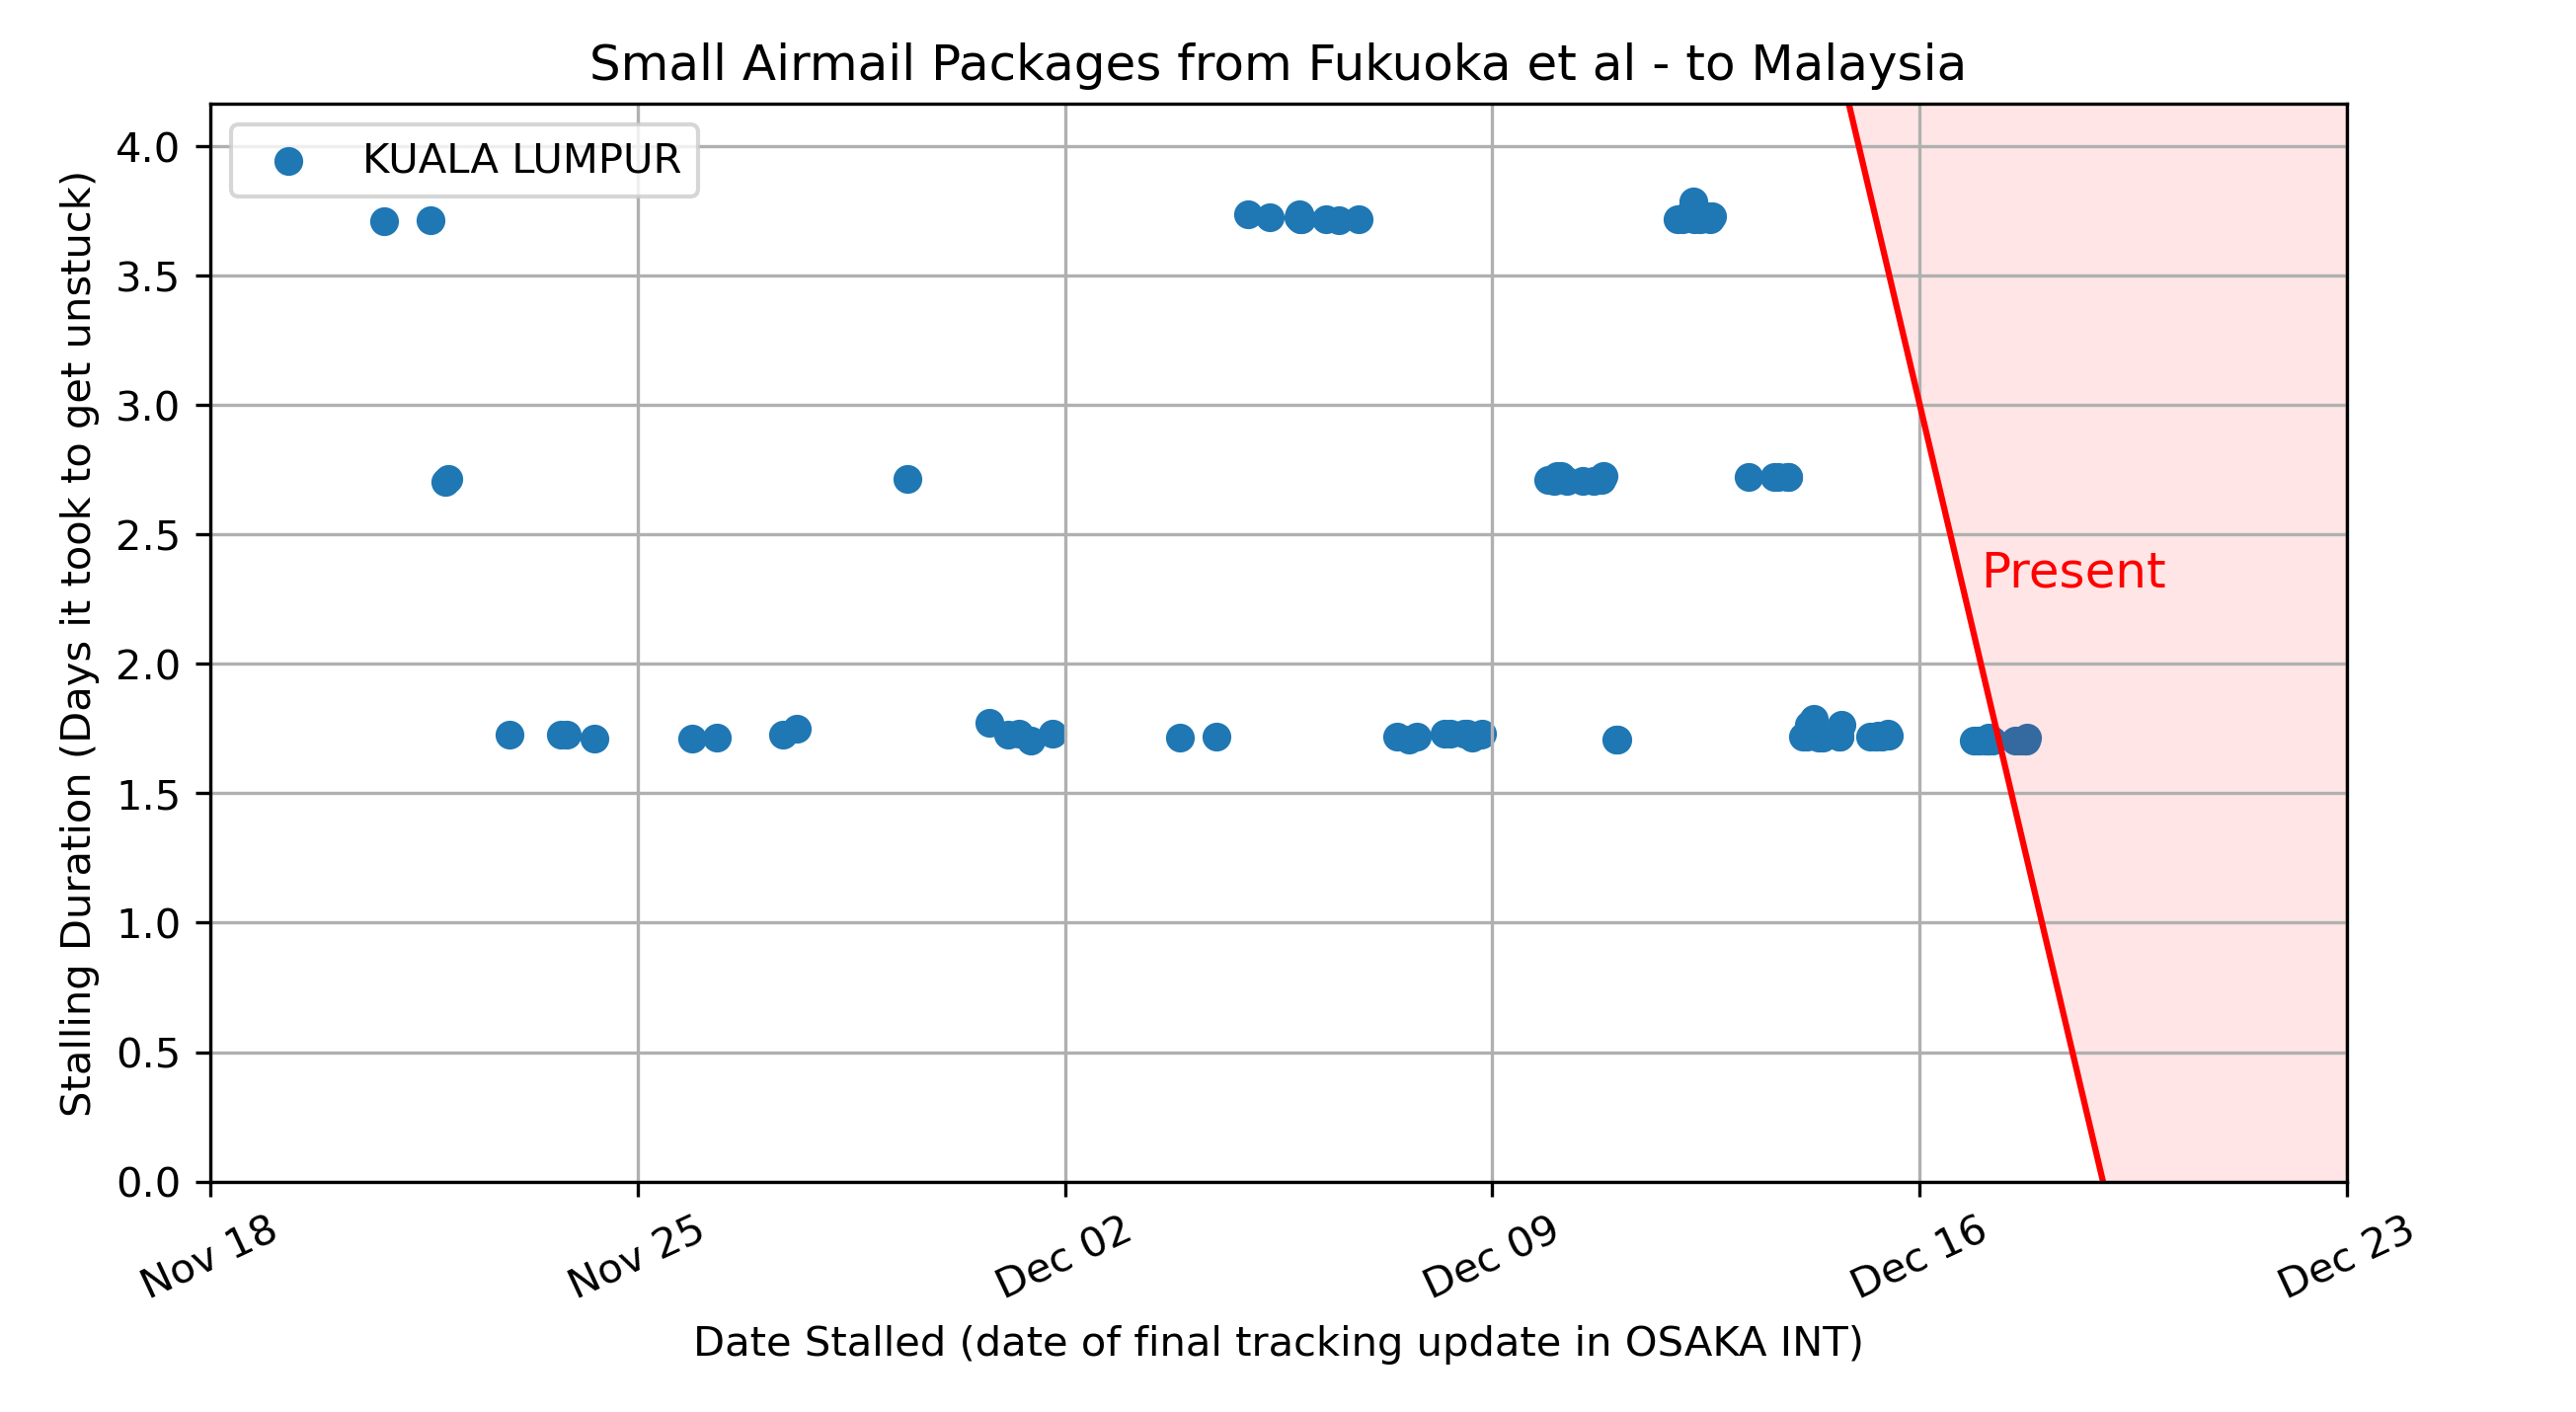 Small Airmail Packages from Fukuoka et al - to Malaysia
KUALA LUMPUR
Stalling Duration (Days it took to get unstuck)
4.0
3.5
3.0
2.5
2.0
1.5
1.0
0.5
0.0
Present
Nov 18
Nov 25
Dec 02
Dec 09
Dec 16
Dec 23
Date Stalled (date of final tracking update in OSAKA INT)